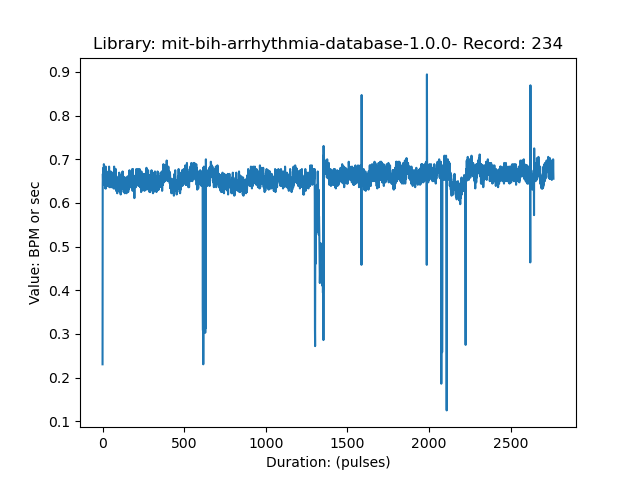 Library: mit-bih-arrhythmia-database-1.0.0- Record: 234
0.9
0.8
0.7
0.6
0.5
0.4
0.3
0.2
0.1
Value: BPM or sec
0 500 1000 1500 2000 2500
Duration: (pulses)